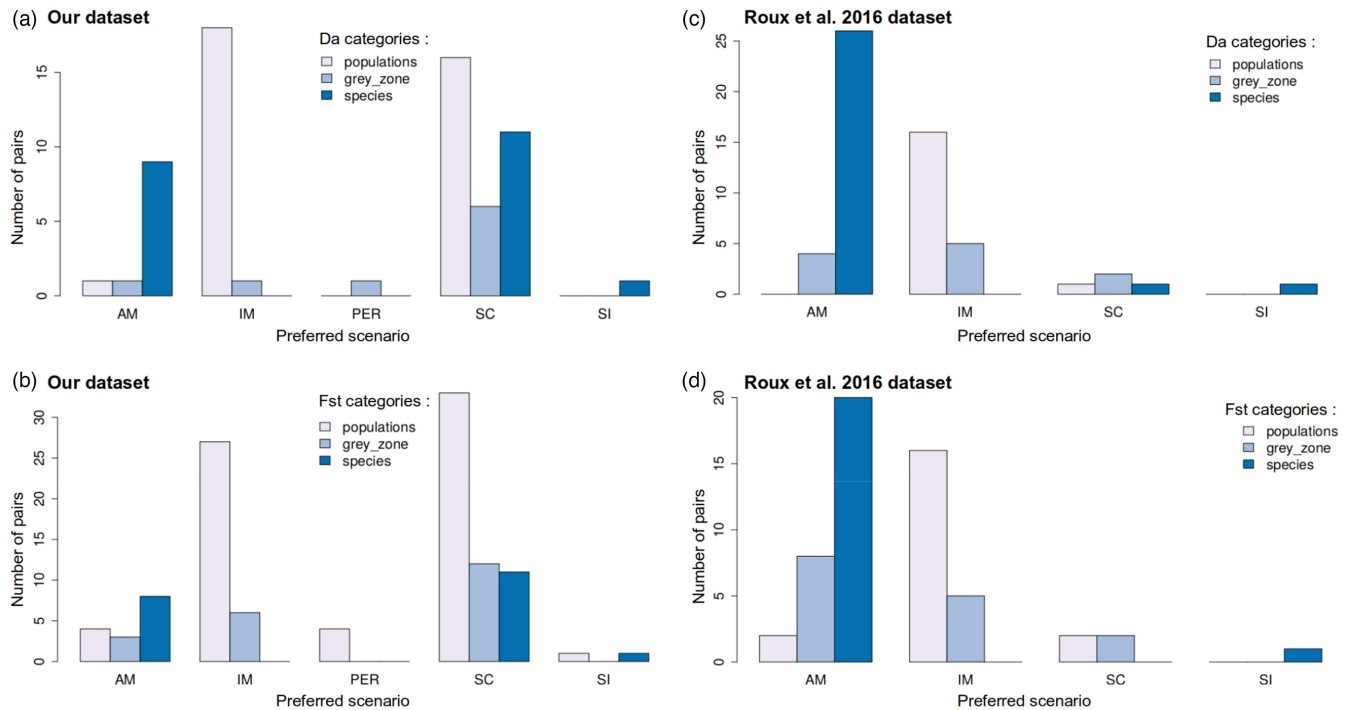 (a) Our dataset
Da categories :
populations
grey_zone
species
Number of pairs
15
10
5
0
AM IM PER SC SI
Preferred scenario
(c) Roux et al. 2016 dataset
Da categories :
populations
grey_zone
species
Number of pairs
25
20
15
10
5
0
AM IM SC SI
Preferred scenario
(b) Our dataset
Fst categories :
populations
grey_zone
species
Number of pairs
30
25
20
15
10
5
0
AM IM PER SC SI
Preferred scenario
(d) Roux et al. 2016 dataset
Fst categories :
populations
grey_zone
species
Number of pairs
20
15
10
5
0
AM IM SC SI
Preferred scenario